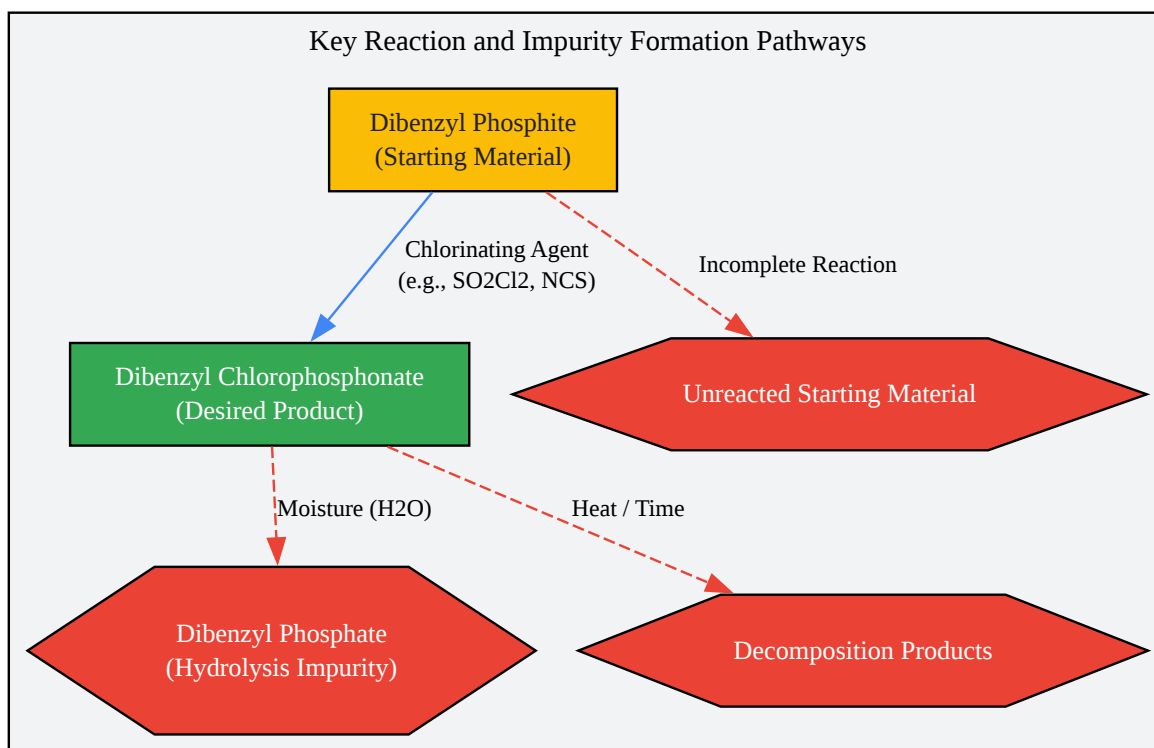 Key Reaction and Impurity Formation Pathways
Dibenzyl Phosphite
(Starting Material)
Chlorinating Agent
(e.g., SO2Cl2, NCS)
Incomplete Reaction
Dibenzyl Chlorophosphonate
(Desired Product)
Unreacted Starting Material
Moisture (H2O)
Heat / Time
Dibenzyl Phosphate
(Hydrolysis Impurity)
Decomposition Products